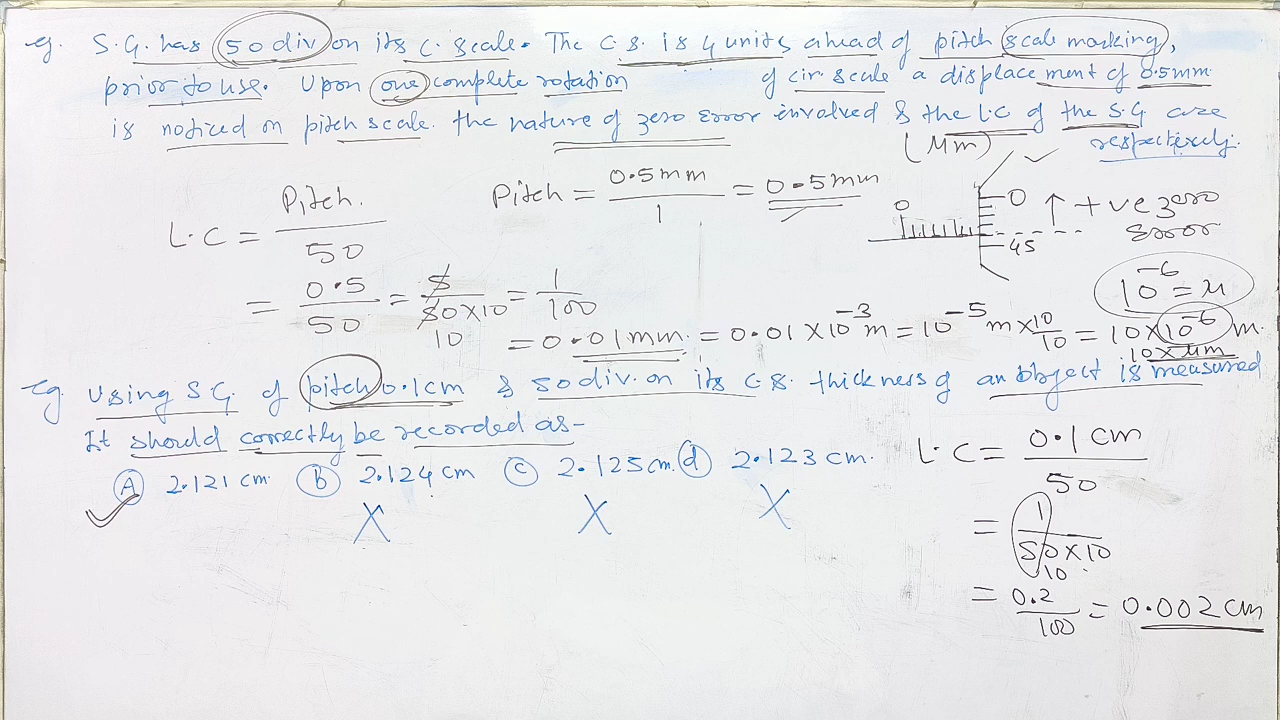 eg. S.G. has 50 div on its C. scale. The C.S. is 4 units ahead of pitch scale marking,
prior to use. Upon one complete rotation of cir. scale a displacement of 0.5mm
is noticed on pitch scale. the nature of zero error involved & the L.C of the S.G are
respectively.
(μm)
L.C = Pitch. / 50
Pitch = 0.5mm / 1 = 0.5mm
0 0 ↑ +ve zero
45 Error
= 0.5 / 50 = 5 / 50×10 = 1 / 100
10
10⁻⁶ = μ
= 0.01mm. = 0.01 × 10⁻³ m = 10⁻⁵ m × 10/10 = 10 × 10⁻⁶ m.
10 × μm
eg Using S.G. of pitch 0.1cm & 50 div. on its C.S. thickness of an object is measured
It should correctly be recorded as-
(A) 2.121 cm (b) 2.124 cm (c) 2.125 cm. (d) 2.123 cm.
✓ X X X
L.C = 0.1 cm / 50
= 1 / 50×10
10
= 0.2 / 100 = 0.002 cm